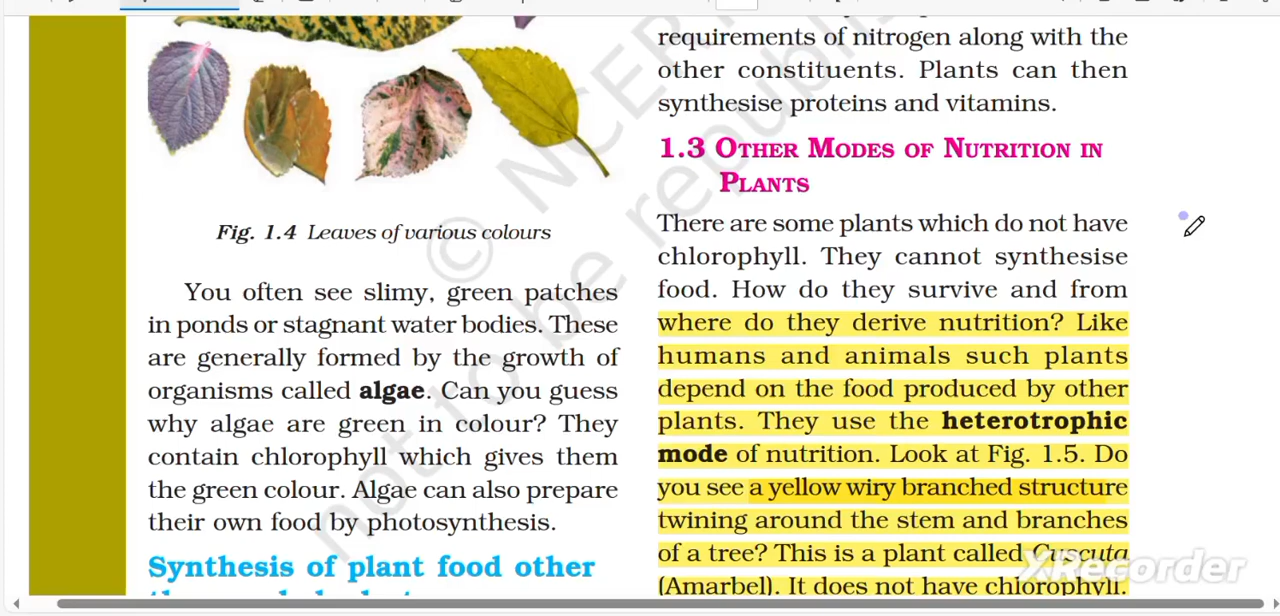 Fig. 1.4 Leaves of various colours
You often see slimy, green patches
in ponds or stagnant water bodies. These
are generally formed by the growth of
organisms called algae. Can you guess
why algae are green in colour? They
contain chlorophyll which gives them
the green colour. Algae can also prepare
their own food by photosynthesis.
Synthesis of plant food other
requirements of nitrogen along with the
other constituents. Plants can then
synthesise proteins and vitamins.
1.3 OTHER MODES OF NUTRITION IN
PLANTS
There are some plants which do not have
chlorophyll. They cannot synthesise
food. How do they survive and from
where do they derive nutrition? Like
humans and animals such plants
depend on the food produced by other
plants. They use the heterotrophic
mode of nutrition. Look at Fig. 1.5. Do
you see a yellow wiry branched structure
twining around the stem and branches
of a tree? This is a plant called Cuscuta
(Amarbel). It does not have chlorophyll.
© NCER
not to be republi
XRecorder